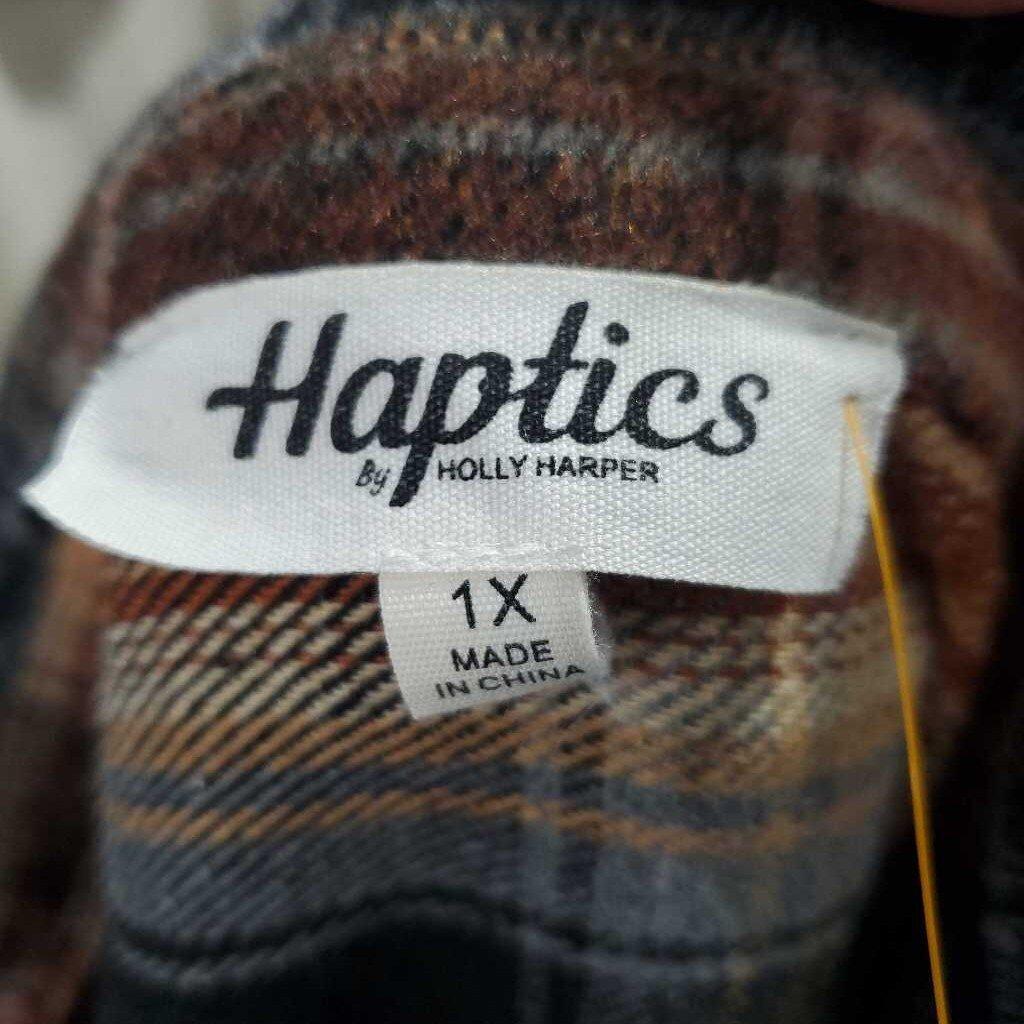 Haptics
By HOLLY HARPER
1X
MADE
IN CHINA